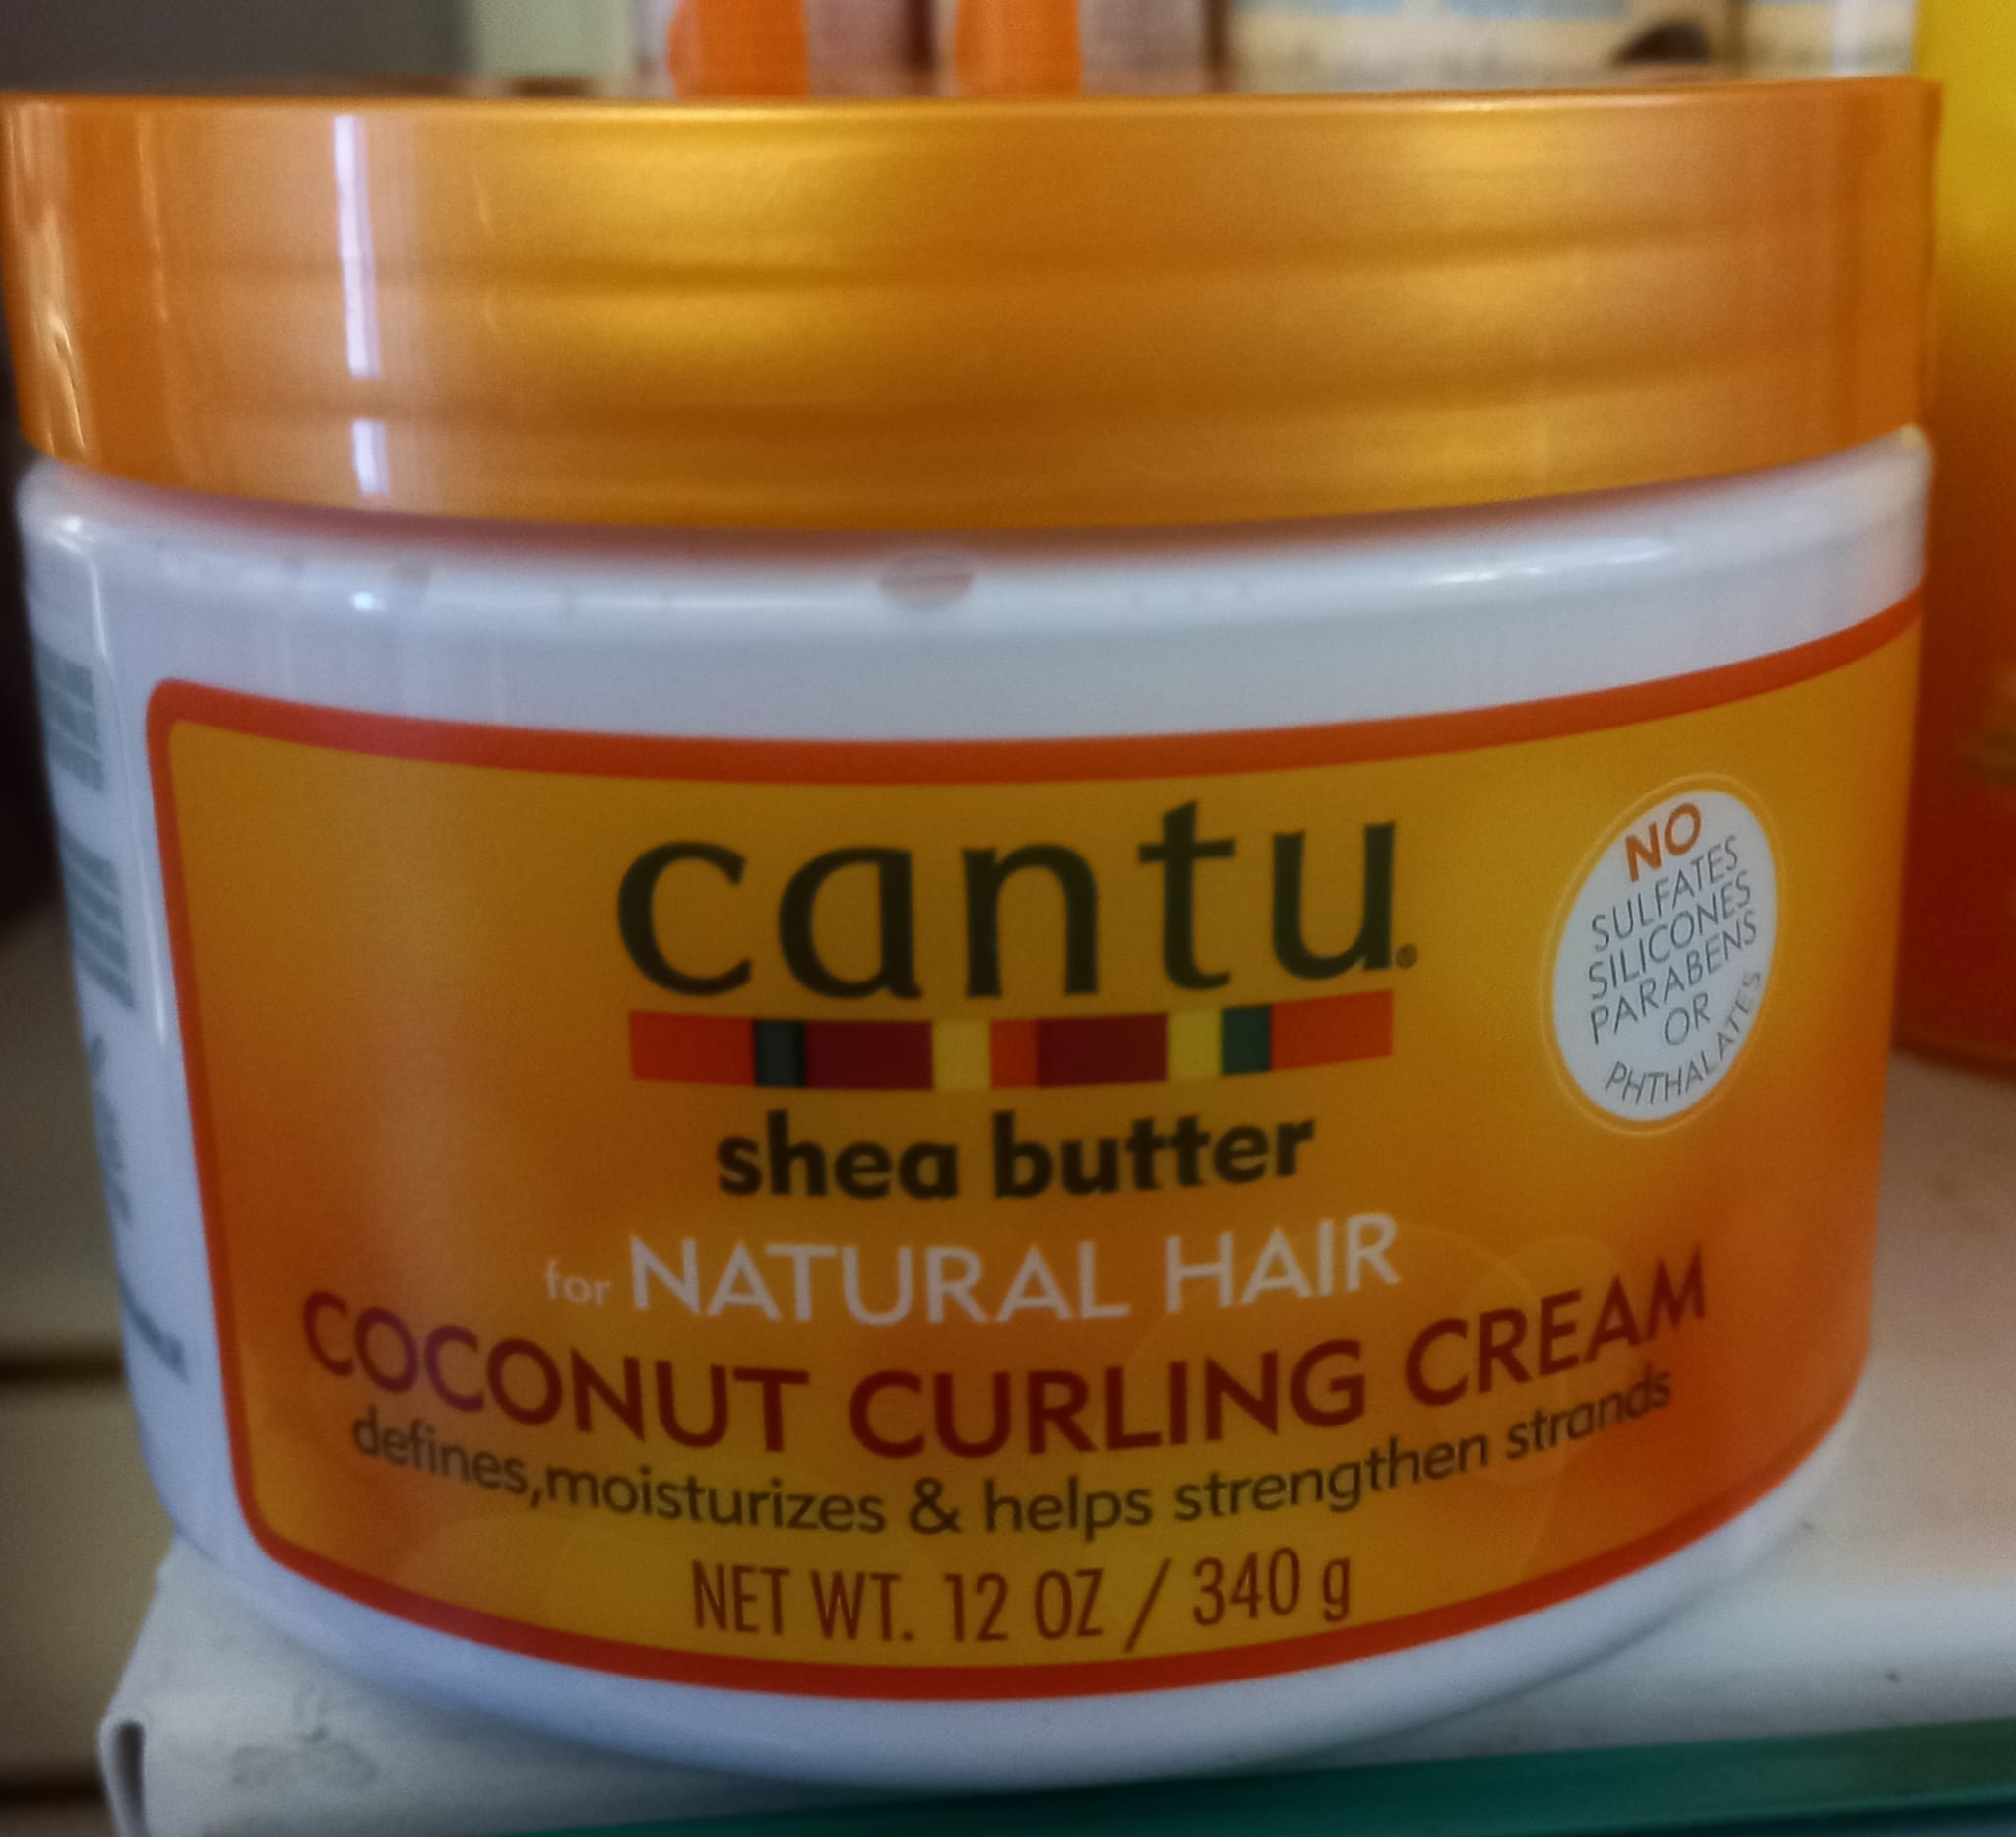 cantu®
shea butter
for NATURAL HAIR
COCONUT CURLING CREAM
defines, moisturizes & helps strengthen strands
NET WT. 12 OZ / 340 g
NO
SULFATES
SILICONES
PARABENS
OR
PHTHALATES